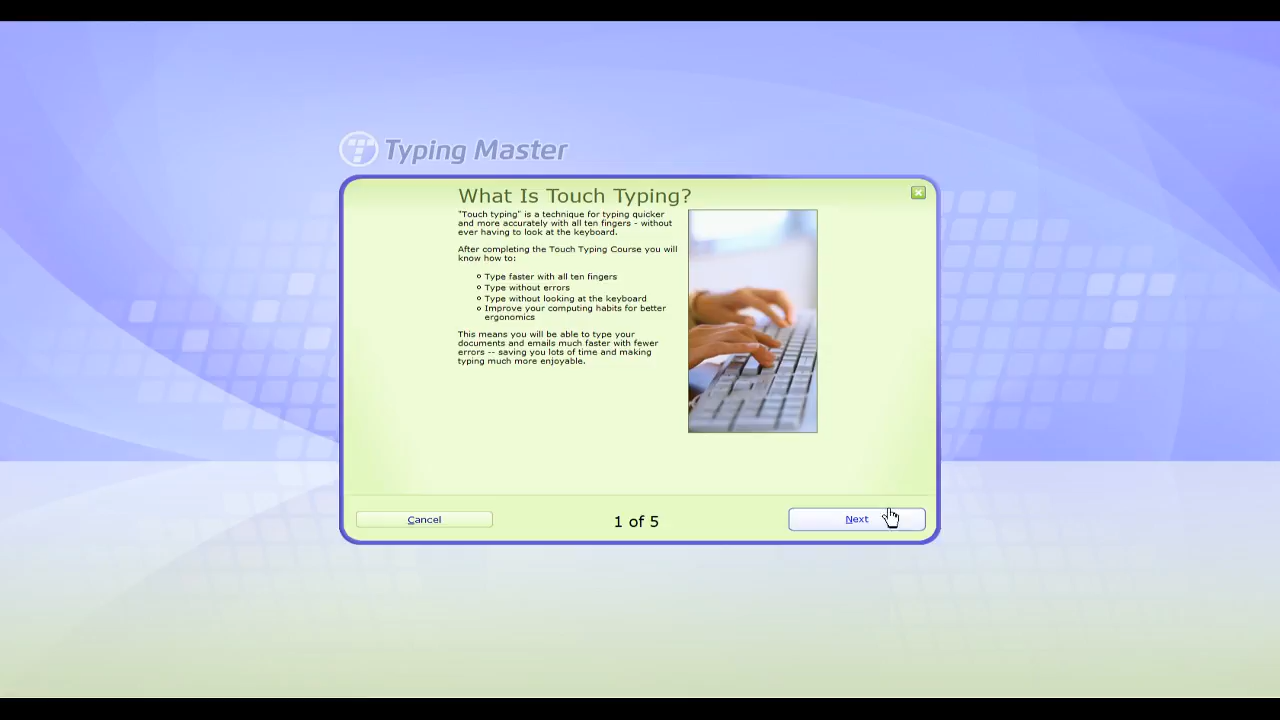 Typing Master
What Is Touch Typing?
"Touch typing" is a technique for typing quicker
and more accurately with all ten fingers - without
ever having to look at the keyboard.
After completing the Touch Typing Course you will
know how to:
Type faster with all ten fingers
Type without errors
Type without looking at the keyboard
Improve your computing habits for better
ergonomics
This means you will be able to type your
documents and emails much faster with fewer
errors -- saving you lots of time and making
typing much more enjoyable.
Cancel
1 of 5
Next